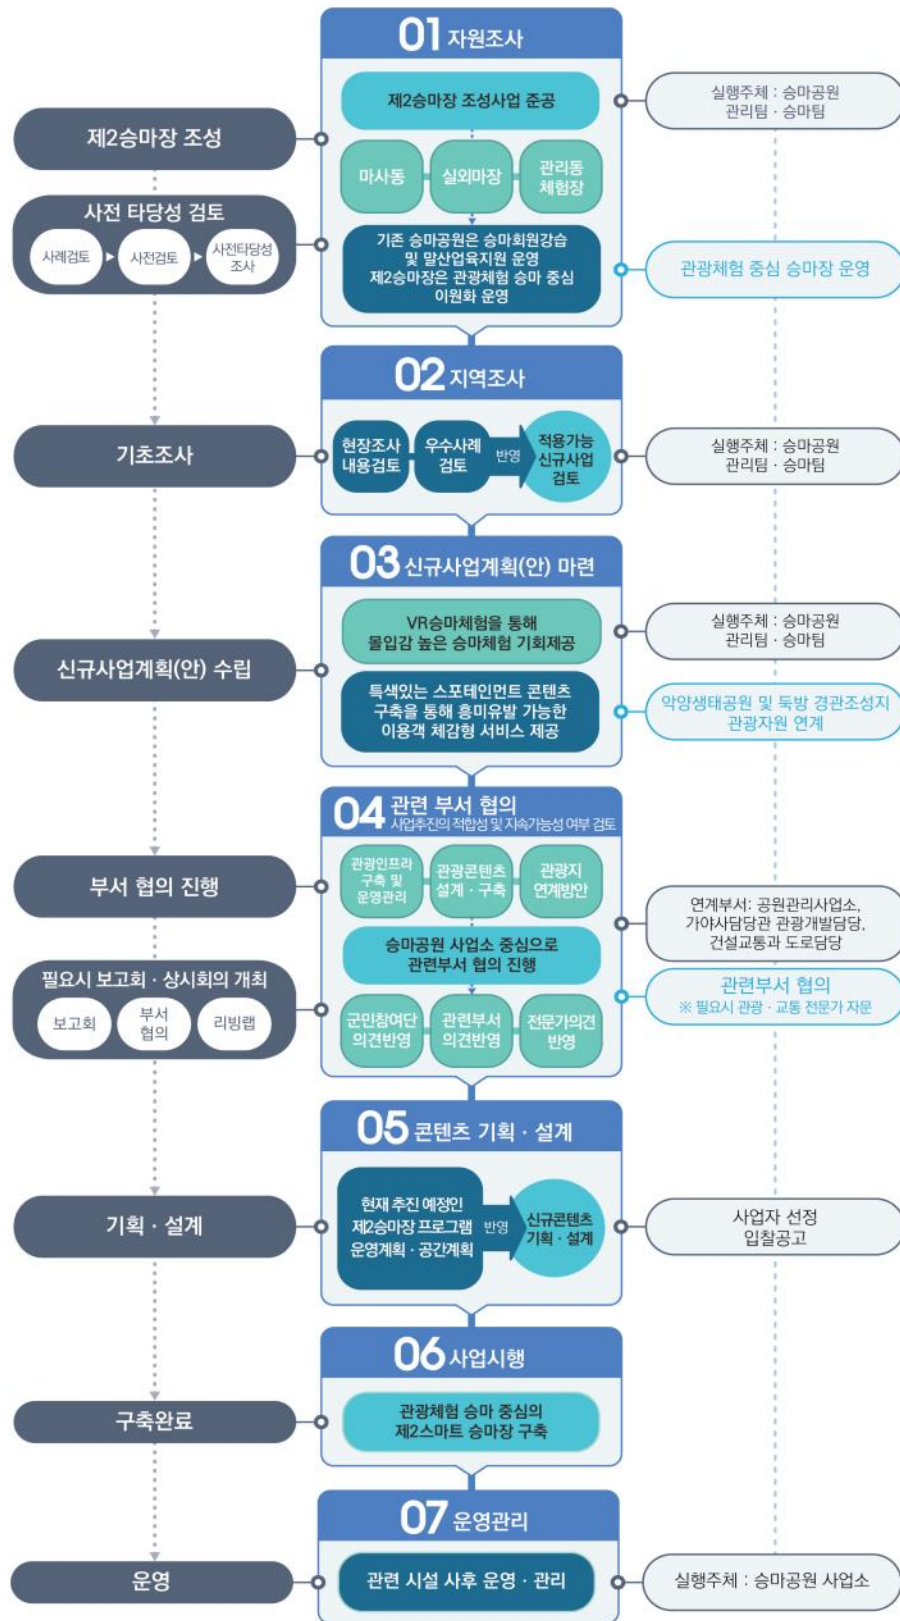 01 자원조사
제2승마장 조성사업 준공
실행주체 : 승마공원
관리팀 · 승마팀
제2승마장 조성
마사동
실외마장
관리동
체험장
사전 타당성 검토
사례검토
사전검토
사전타당성
조사
기존 승마공원은 승마회원강습
및 말산업육지원 운영
제2승마장은 관광체험 승마 중심
이원화 운영
관광체험 중심 승마장 운영
02 지역조사
기초조사
현장조사
내용검토
우수사례
검토
반영
적용가능
신규사업
검토
실행주체 : 승마공원
관리팀 · 승마팀
03 신규사업계획(안) 마련
신규사업계획(안) 수립
VR승마체험을 통해
몰입감 높은 승마체험 기회제공
실행주체 : 승마공원
관리팀 · 승마팀
특색있는 스포테인먼트 콘텐츠
구축을 통해 흥미유발 가능한
이용객 체감형 서비스 제공
악양생태공원 및 둑방 경관조성지
관광자원 연계
04 관련 부서 협의
사업추진의 적합성 및 지속가능성 여부 검토
부서 협의 진행
관광인프라
구축 및
운영관리
관광콘텐츠
설계 · 구축
관광지
연계방안
연계부서: 공원관리사업소,
가야사담당관 관광개발담당,
건설교통과 도로담당
승마공원 사업소 중심으로
관련부서 협의 진행
필요시 보고회 · 상시회의 개최
보고회
부서
협의
리빙랩
군민참여단
의견반영
관련부서
의견반영
전문가의견
반영
관련부서 협의
※ 필요시 관광 · 교통 전문가 자문
05 콘텐츠 기획 · 설계
기획 · 설계
현재 추진 예정인
제2승마장 프로그램
운영계획 · 공간계획
반영
신규콘텐츠
기획 · 설계
사업자 선정
입찰공고
06 사업시행
구축완료
관광체험 승마 중심의
제2스마트 승마장 구축
07 운영관리
운영
관련 시설 사후 운영 · 관리
실행주체 : 승마공원 사업소